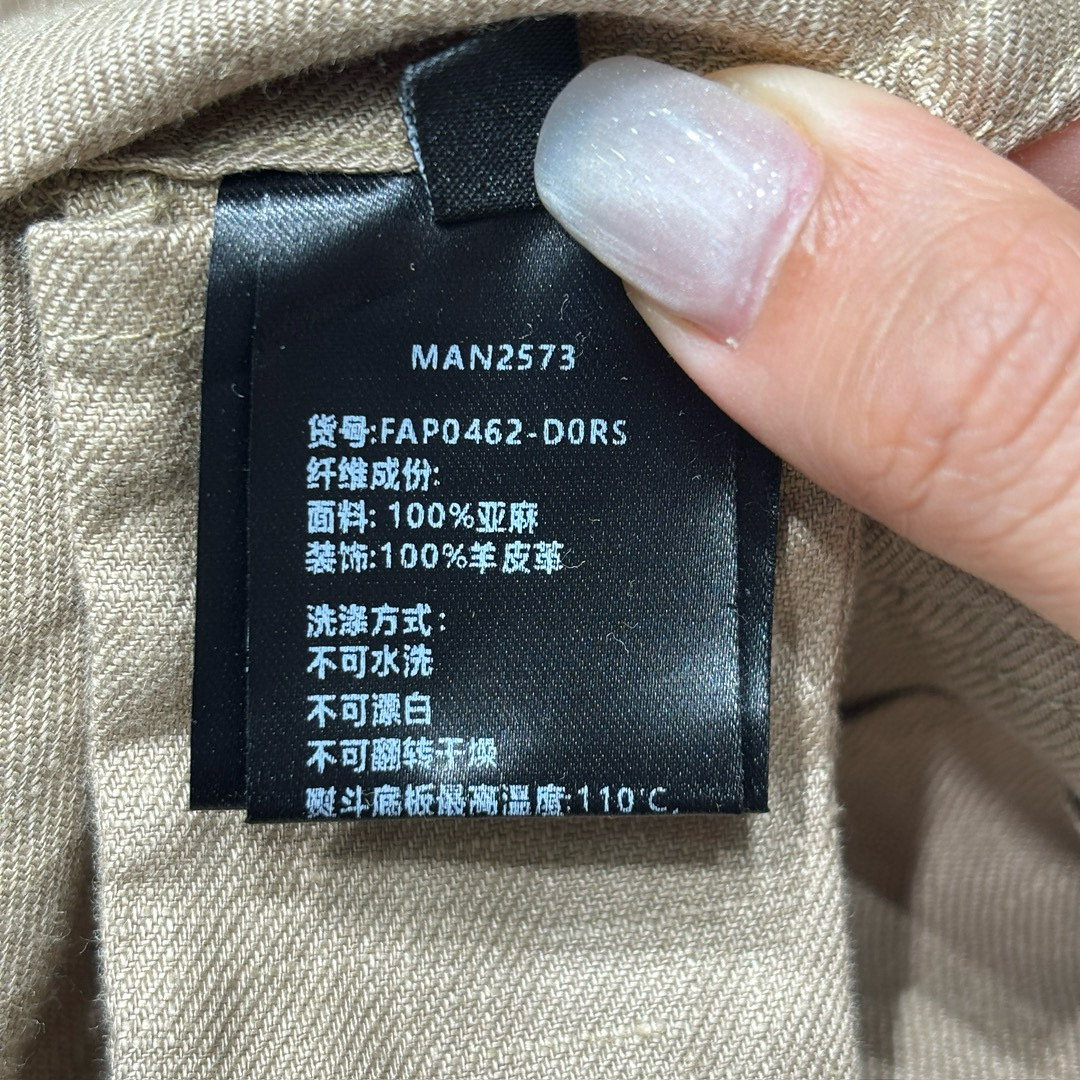 MAN2573
货号:FAP0462-D0RS
纤维成份:
面料: 100%亚麻
装饰:100%羊皮革
洗涤方式:
不可水洗
不可漂白
不可翻转干燥
熨斗底板最高温度:110℃,